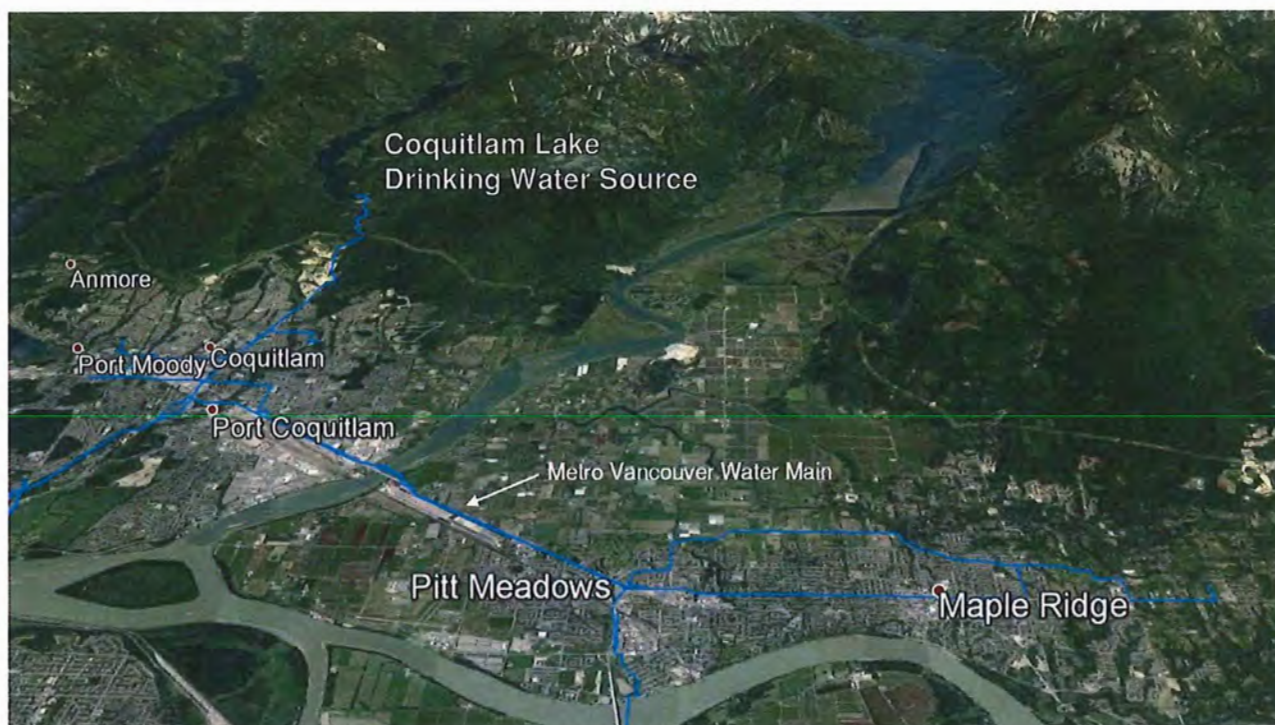 Coquitlam Lake
Drinking Water Source
Anmore
Port Moody
Coquitlam
Port Coquitlam
Metro Vancouver Water Main
Pitt Meadows
Maple Ridge